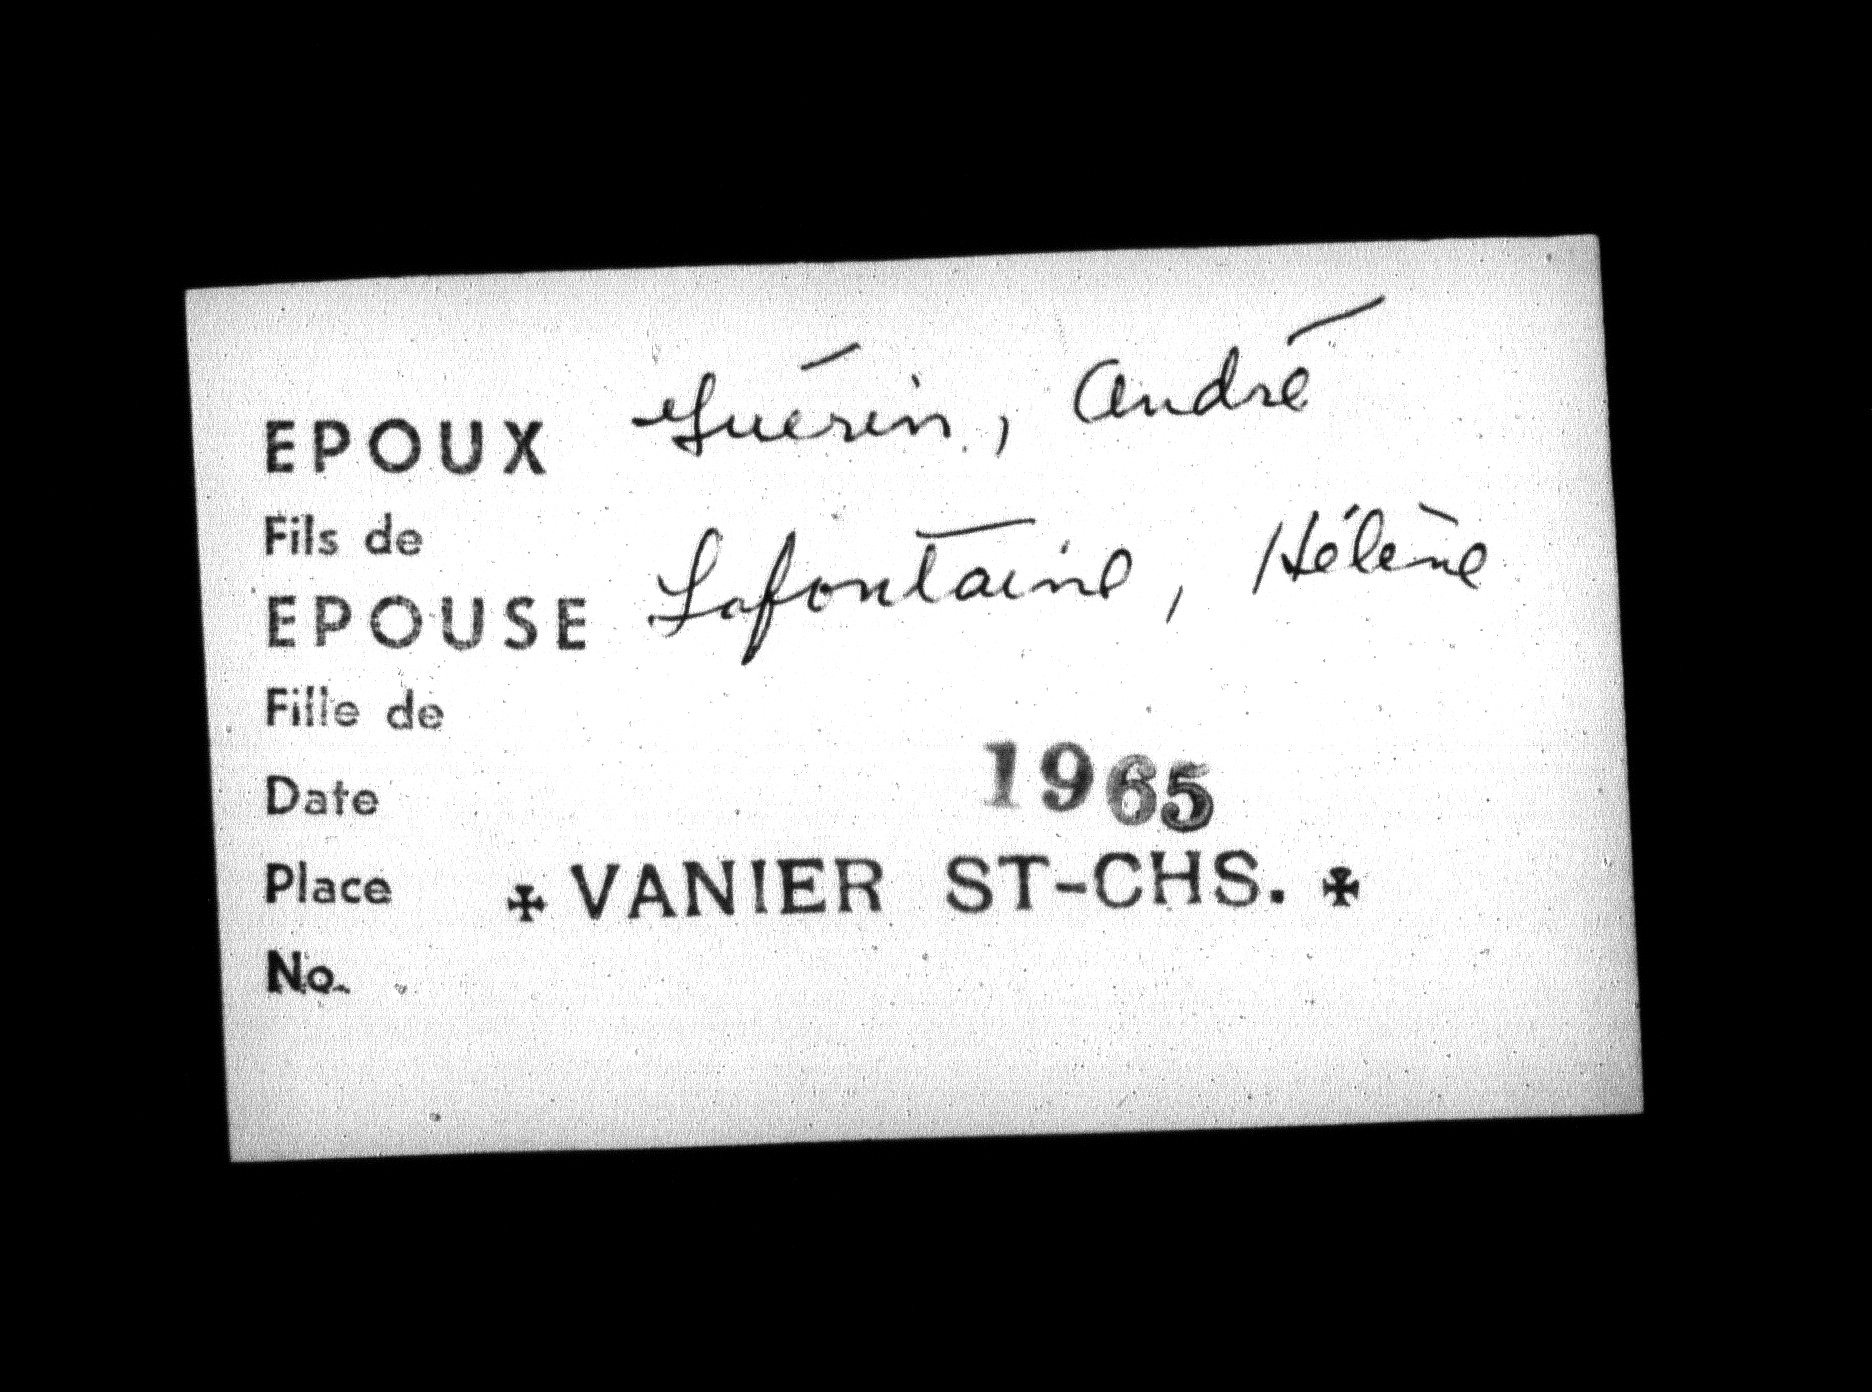 EPOUX Guérin, André
Fils de
EPOUSE Lafontaine, Hélène
Fille de
Date 1965
Place ✠ VANIER ST-CHS. ✠
No.